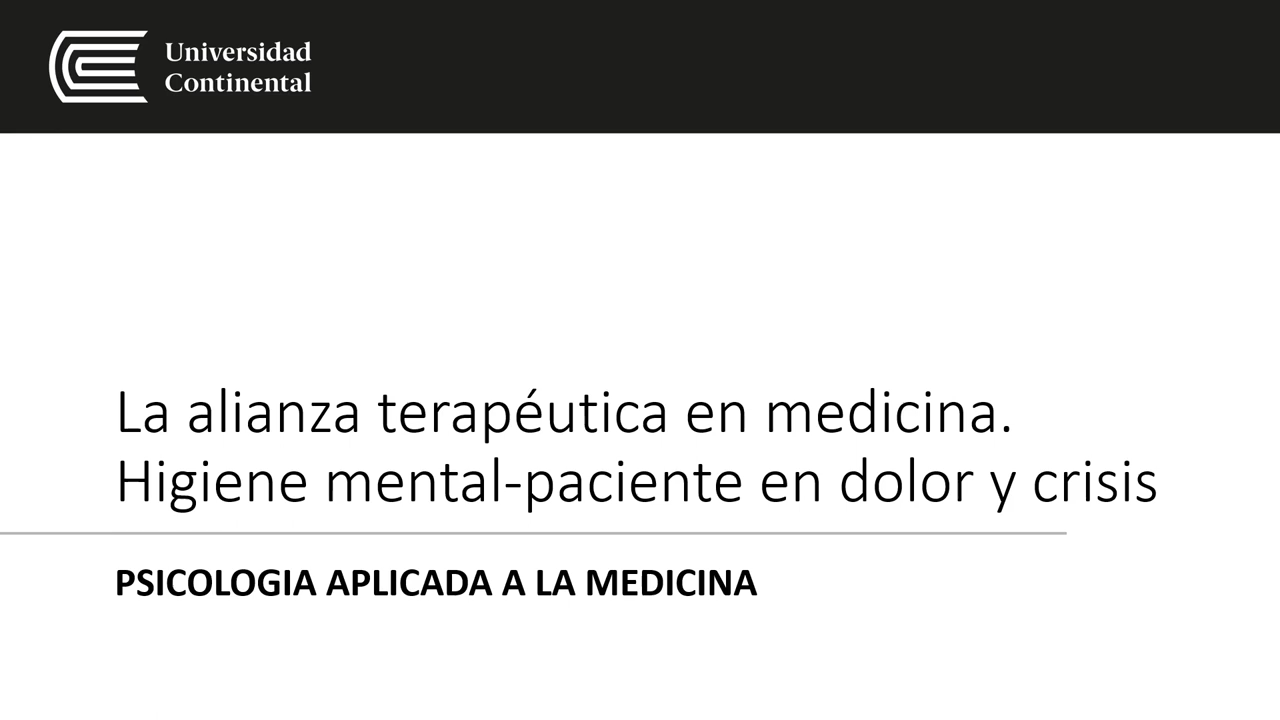 Universidad
Continental
La alianza terapéutica en medicina.
Higiene mental-paciente en dolor y crisis
PSICOLOGIA APLICADA A LA MEDICINA